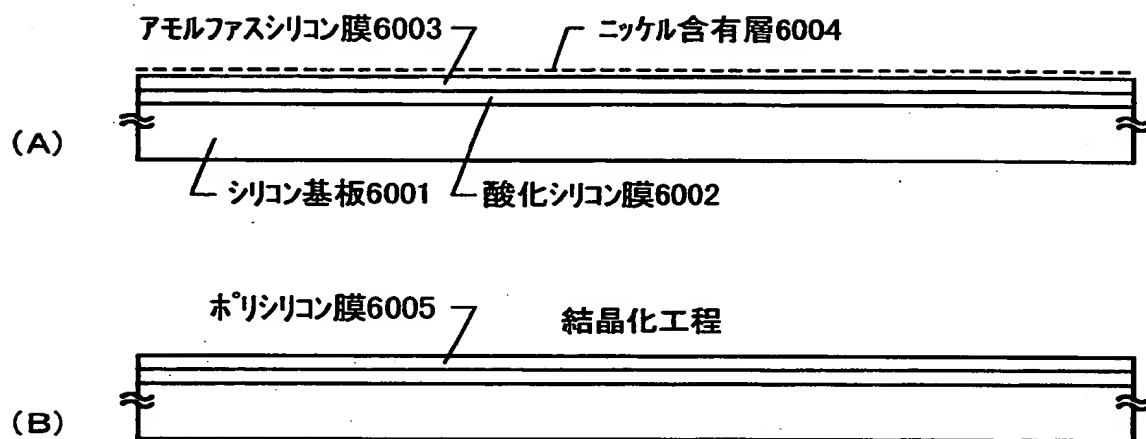 アモルファスシリコン膜6003
ニッケル含有層6004
(A)
シリコン基板6001
酸化シリコン膜6002
ポリシリコン膜6005
結晶化工程
(B)